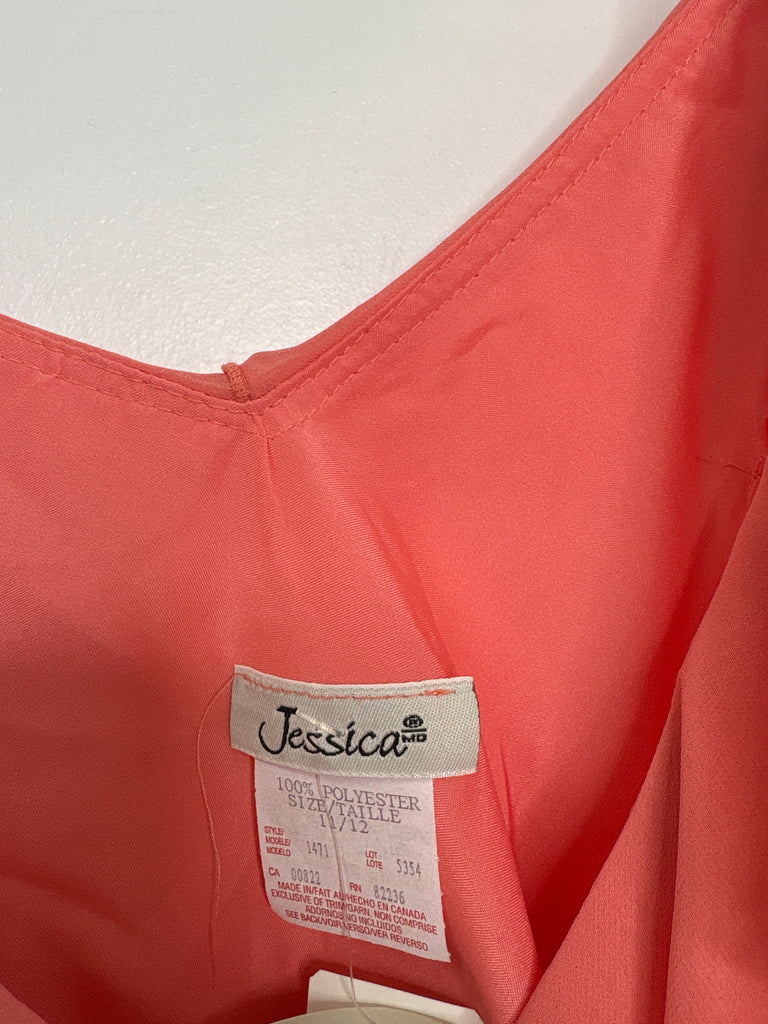 Jessica ®/MD
100% POLYESTER
SIZE/TAILLE
11/12
STYLE/
MODÈLE/
MODELO 1471 LOT
LOTE 5354
CA 00822 RN 82236
MADE IN/FAIT AU/HECHO EN CANADA
EXCLUSIVE OF TRIM/GARN. NON COMPRISE
ADORNOS NO INCLUIDOS
SEE BACK/VOIR VERSO/VER REVERSO